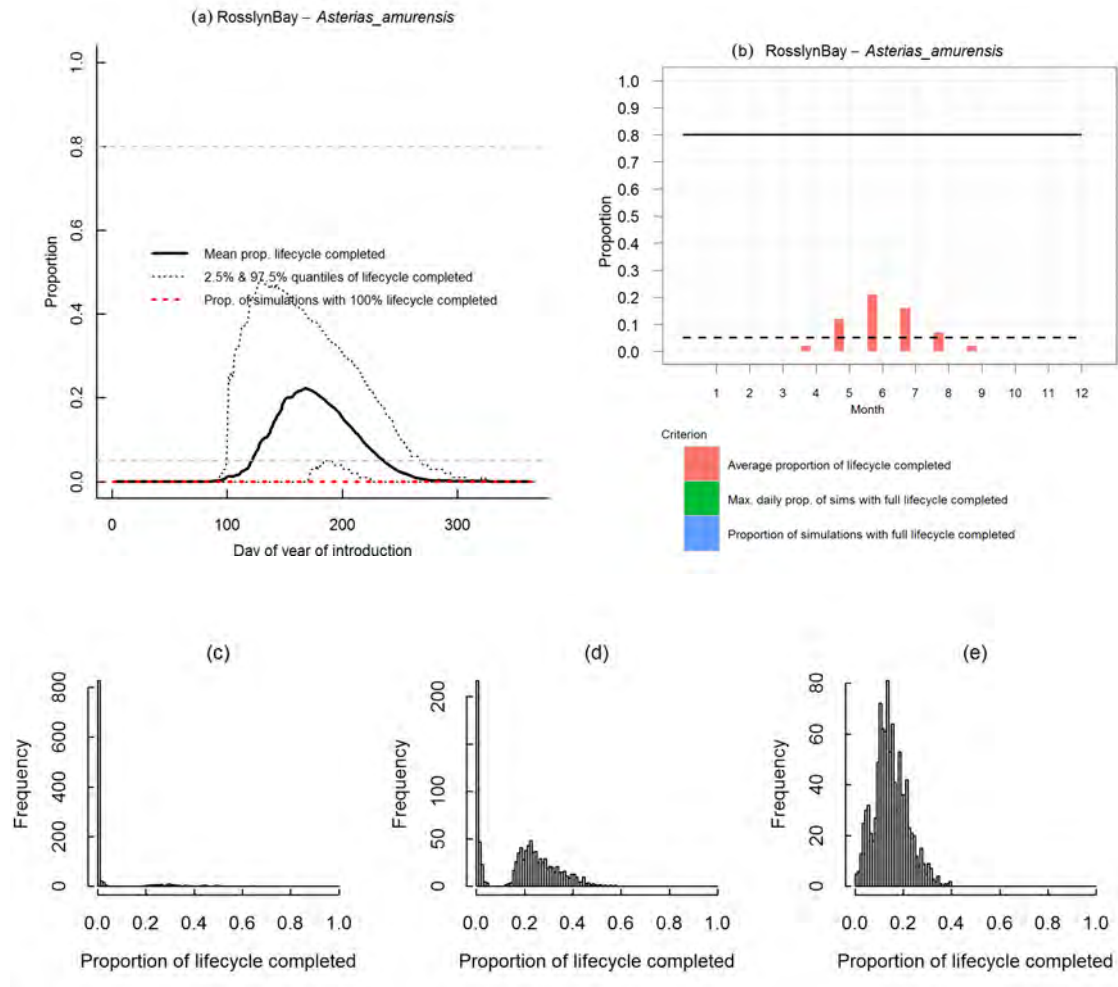 (a) RosslynBay – Asterias_amurensis
1.0
0.8
0.6
0.4
0.2
0.0
Proportion
Mean prop. lifecycle completed
2.5% & 97.5% quantiles of lifecycle completed
Prop. of simulations with 100% lifecycle completed
0 100 200 300
Day of year of introduction
(b) RosslynBay – Asterias_amurensis
1.0
0.9
0.8
0.7
0.6
0.5
0.4
0.3
0.2
0.1
0.0
Proportion
1 2 3 4 5 6 7 8 9 10 11 12
Month
Criterion
Average proportion of lifecycle completed
Max. daily prop. of sims with full lifecycle completed
Proportion of simulations with full lifecycle completed
(c)
800
600
400
200
0
Frequency
0.0 0.2 0.4 0.6 0.8 1.0
Proportion of lifecycle completed
(d)
200
100
50
0
Frequency
0.0 0.2 0.4 0.6 0.8 1.0
Proportion of lifecycle completed
(e)
80
60
40
20
0
Frequency
0.0 0.2 0.4 0.6 0.8 1.0
Proportion of lifecycle completed